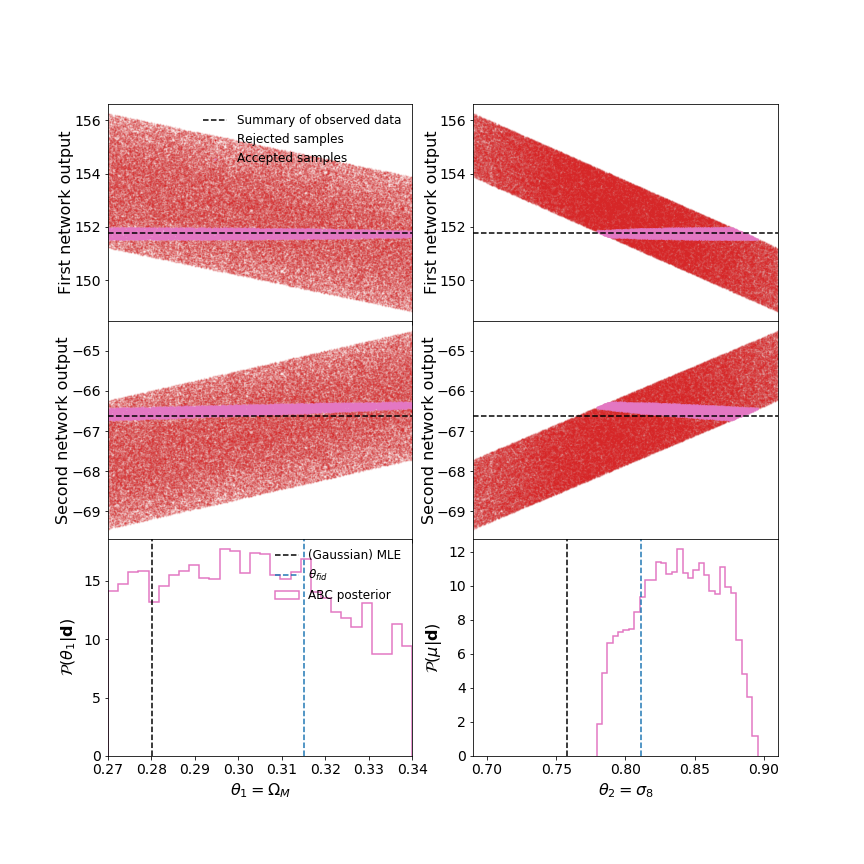 156
154
152
150
First network output
Summary of observed data
Rejected samples
Accepted samples
156
154
152
150
First network output
−65
−66
−67
−68
−69
Second network output
−65
−66
−67
−68
−69
Second network output
15
10
5
0
𝒫(θ₁|𝐝)
(Gaussian) MLE
θ_fid
ABC posterior
0.27 0.28 0.29 0.30 0.31 0.32 0.33 0.34
θ₁ = Ω_M
12
10
8
6
4
2
0
𝒫(μ|𝐝)
0.70 0.75 0.80 0.85 0.90
θ₂ = σ₈